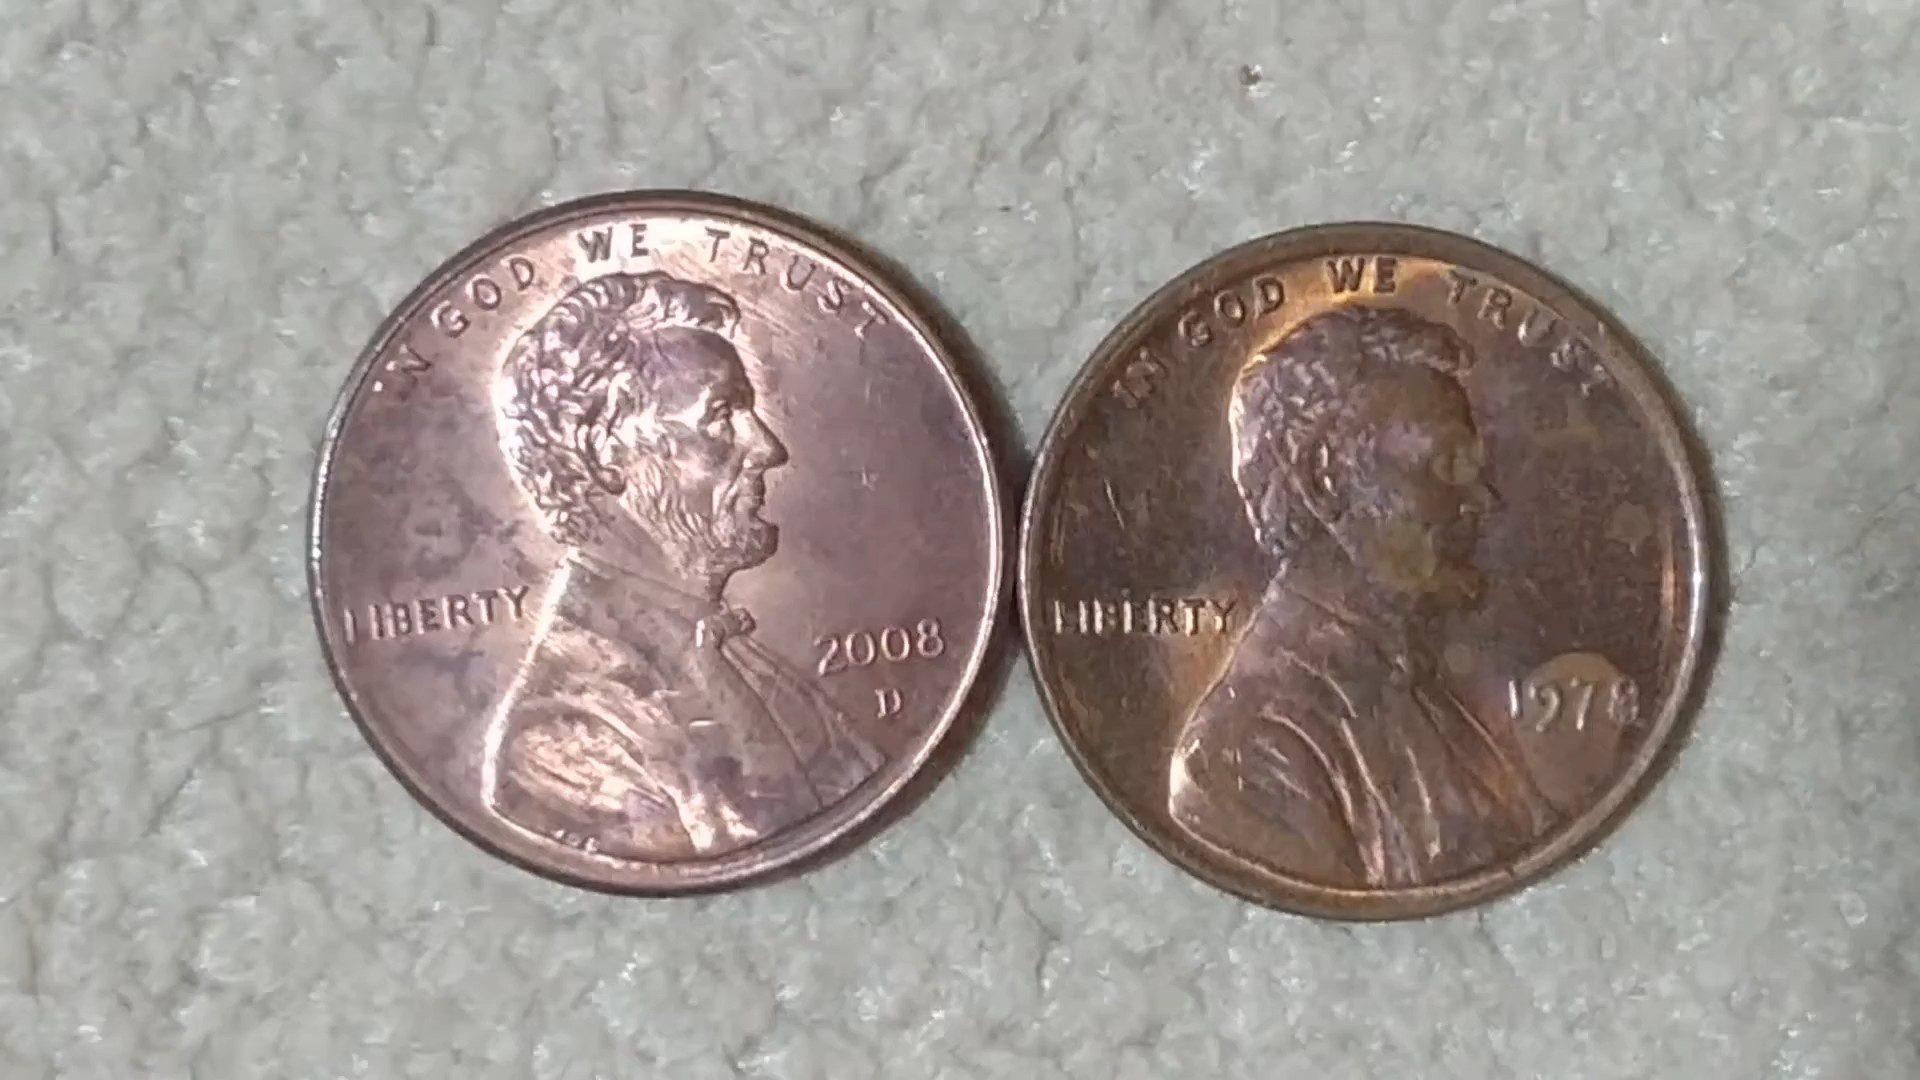 IN GOD WE TRUST
LIBERTY
2008
D
IN GOD WE TRUST
LIBERTY
1978